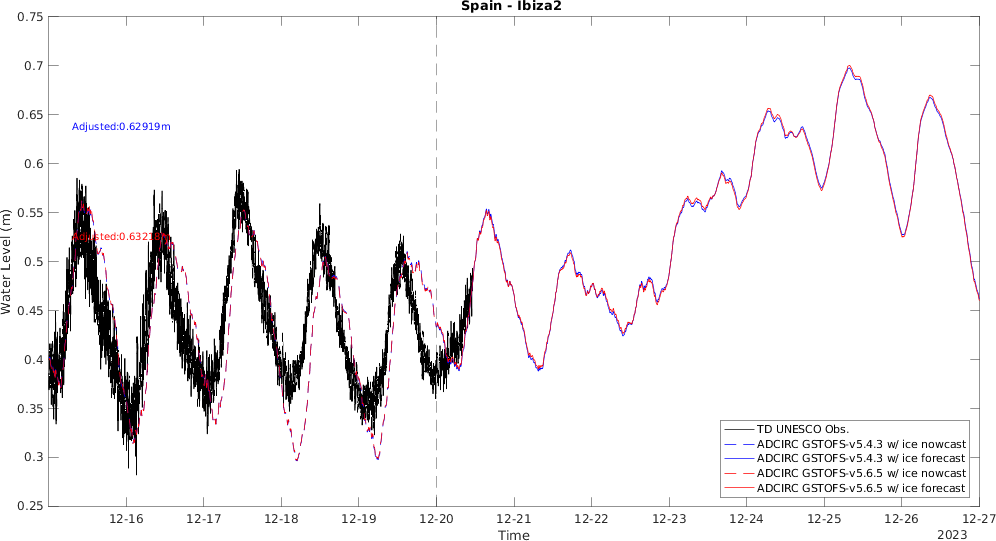 Spain - Ibiza2
0.75
0.7
0.65
0.6
0.55
0.5
0.45
0.4
0.35
0.3
0.25
Water Level (m)
Adjusted:0.62919m
TD UNESCO Obs.
ADCIRC GSTOFS-v5.4.3 w/ ice nowcast
ADCIRC GSTOFS-v5.4.3 w/ ice forecast
ADCIRC GSTOFS-v5.6.5 w/ ice nowcast
ADCIRC GSTOFS-v5.6.5 w/ ice forecast
12-16
12-17
12-18
12-19
12-20
12-21
12-22
12-23
12-24
12-25
12-26
12-27
Time
2023